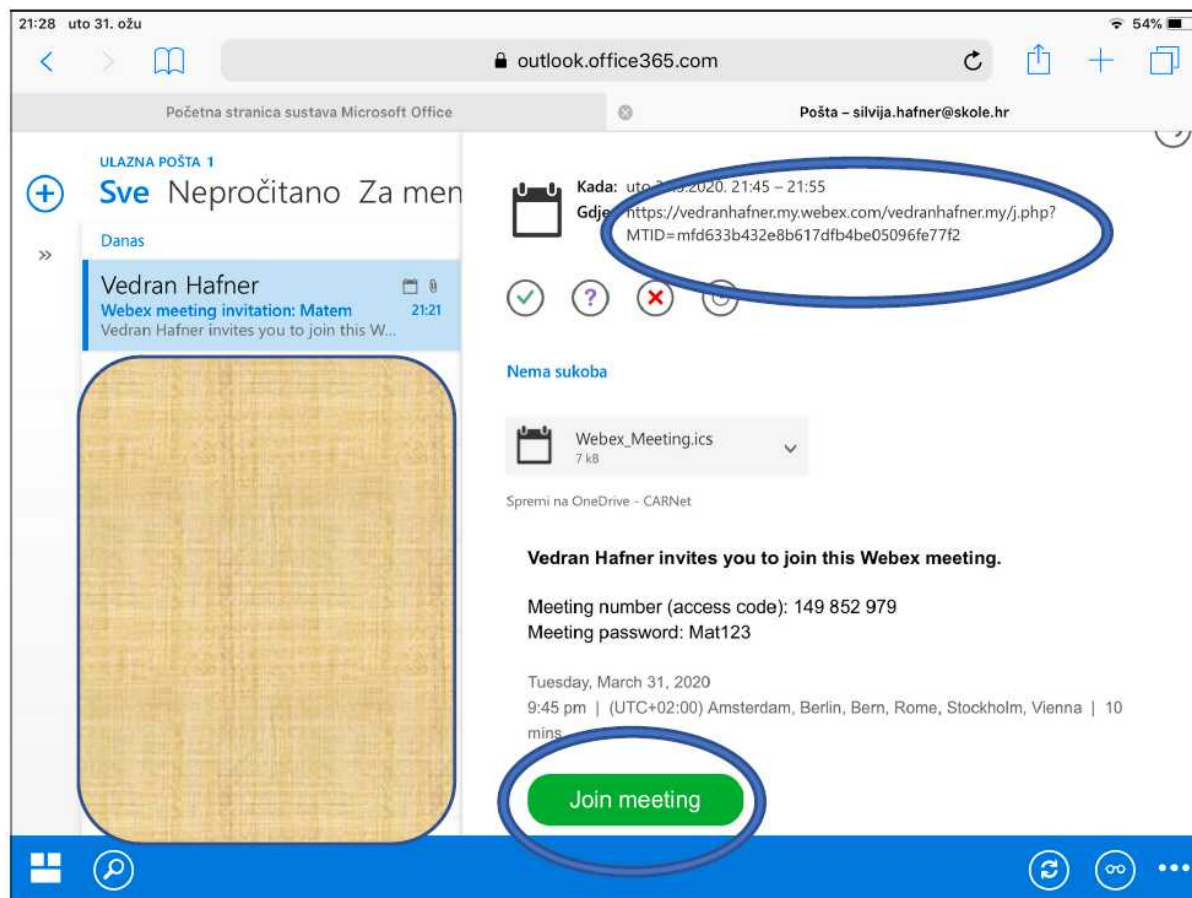 21:28 uto 31. ožu
54%
outlook.office365.com
Početna stranica sustava Microsoft Office
Pošta – silvija.hafner@skole.hr
ULAZNA POŠTA 1
Sve Nepročitano Za men
Danas
Vedran Hafner
Webex meeting invitation: Matem 21:21
Vedran Hafner invites you to join this W...
Kada: uto 2020. 21:45 – 21:55
https://vedranhafner.my.webex.com/vedranhafner.my/j.php?
MTID=mfd633b432e8b617dfb4be05096fe77f2
Nema sukoba
Webex_Meeting.ics
7 kB
Spremi na OneDrive - CARNet
Vedran Hafner invites you to join this Webex meeting.
Meeting number (access code): 149 852 979
Meeting password: Mat123
Tuesday, March 31, 2020
9:45 pm | (UTC+02:00) Amsterdam, Berlin, Bern, Rome, Stockholm, Vienna | 10
mins
Join meeting